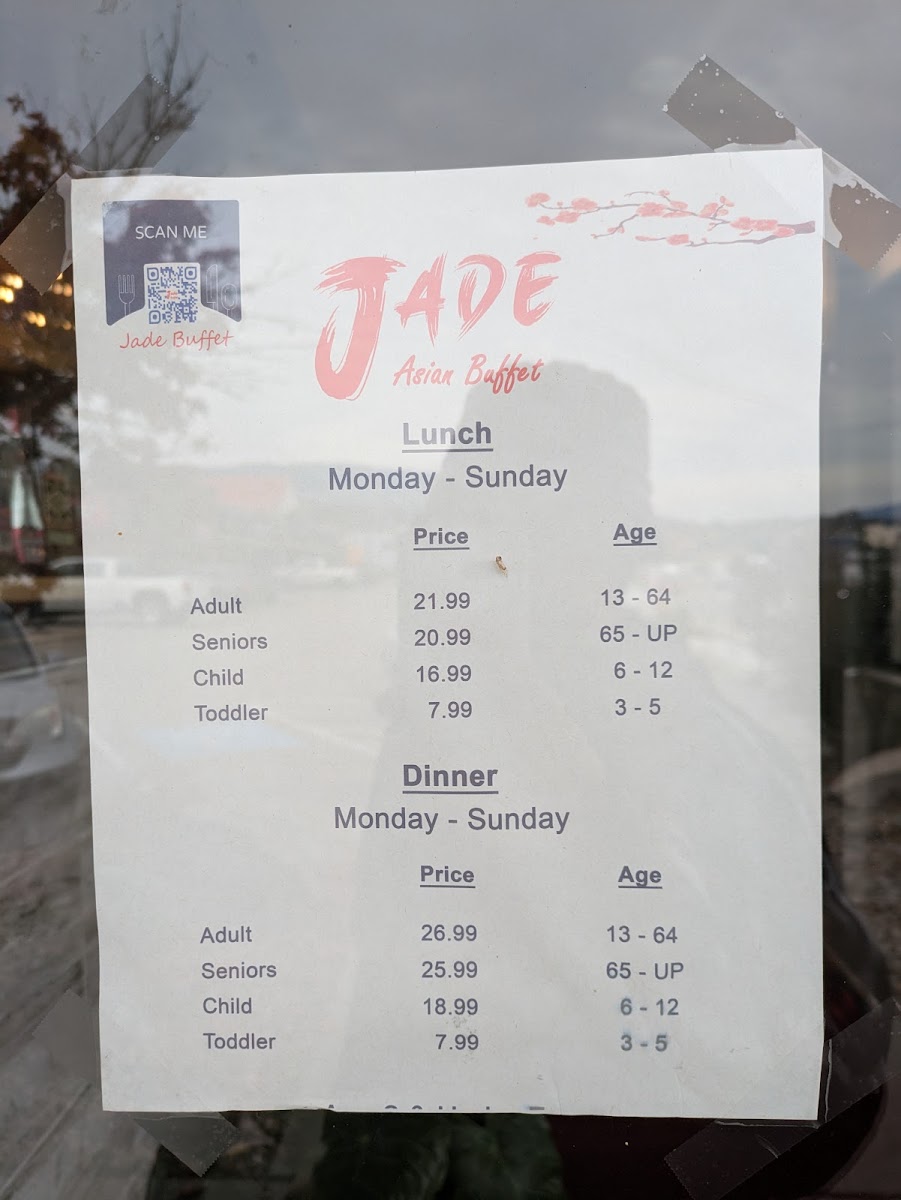 SCAN ME
Jade Buffet
JADE
Asian Buffet
Lunch
Monday - Sunday
Price Age
Adult 21.99 13 - 64
Seniors 20.99 65 - UP
Child 16.99 6 - 12
Toddler 7.99 3 - 5
Dinner
Monday - Sunday
Price Age
Adult 26.99 13 - 64
Seniors 25.99 65 - UP
Child 18.99 6 - 12
Toddler 7.99 3 - 5